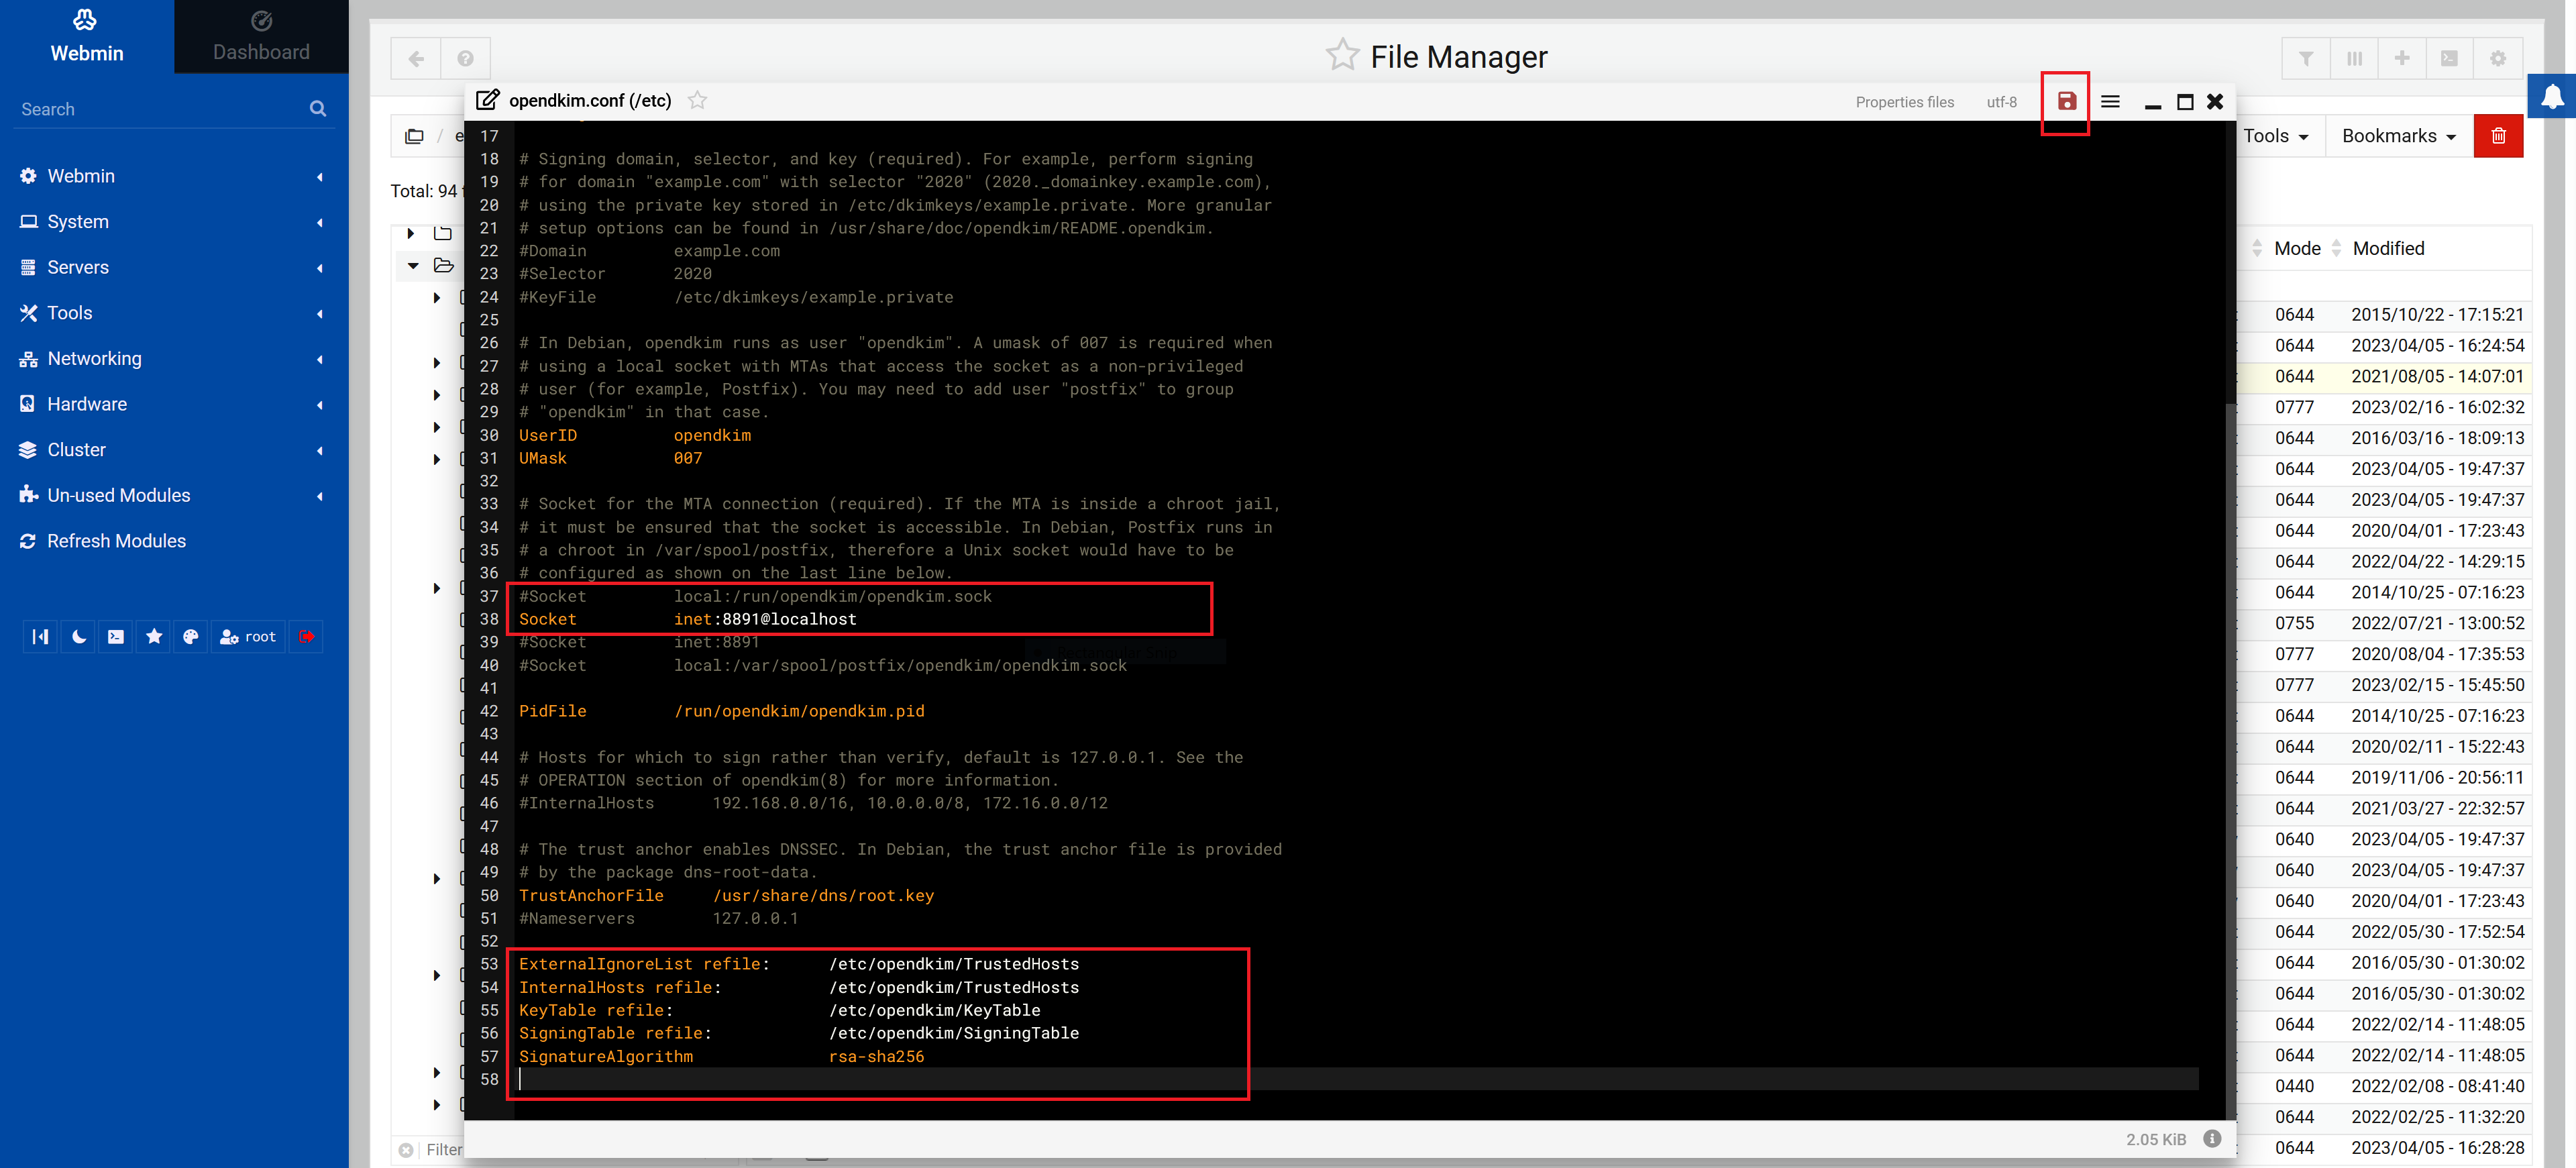 Webmin
Dashboard
Search
Webmin
System
Servers
Tools
Networking
Hardware
Cluster
Un-used Modules
Refresh Modules
root
File Manager
opendkim.conf (/etc)
Properties files utf-8
/ e
Tools Bookmarks
Total: 94 f
Mode Modified
17
18 # Signing domain, selector, and key (required). For example, perform signing
19 # for domain "example.com" with selector "2020" (2020._domainkey.example.com),
20 # using the private key stored in /etc/dkimkeys/example.private. More granular
21 # setup options can be found in /usr/share/doc/opendkim/README.opendkim.
22 #Domain example.com
23 #Selector 2020
24 #KeyFile /etc/dkimkeys/example.private
25
26 # In Debian, opendkim runs as user "opendkim". A umask of 007 is required when
27 # using a local socket with MTAs that access the socket as a non-privileged
28 # user (for example, Postfix). You may need to add user "postfix" to group
29 # "opendkim" in that case.
30 UserID opendkim
31 UMask 007
32
33 # Socket for the MTA connection (required). If the MTA is inside a chroot jail,
34 # it must be ensured that the socket is accessible. In Debian, Postfix runs in
35 # a chroot in /var/spool/postfix, therefore a Unix socket would have to be
36 # configured as shown on the last line below.
37 #Socket local:/run/opendkim/opendkim.sock
38 Socket inet:8891@localhost
39 #Socket inet:8891
Rectangular Snip
40 #Socket local:/var/spool/postfix/opendkim/opendkim.sock
41
42 PidFile /run/opendkim/opendkim.pid
43
44 # Hosts for which to sign rather than verify, default is 127.0.0.1. See the
45 # OPERATION section of opendkim(8) for more information.
46 #InternalHosts 192.168.0.0/16, 10.0.0.0/8, 172.16.0.0/12
47
48 # The trust anchor enables DNSSEC. In Debian, the trust anchor file is provided
49 # by the package dns-root-data.
50 TrustAnchorFile /usr/share/dns/root.key
51 #Nameservers 127.0.0.1
52
53 ExternalIgnoreList refile: /etc/opendkim/TrustedHosts
54 InternalHosts refile: /etc/opendkim/TrustedHosts
55 KeyTable refile: /etc/opendkim/KeyTable
56 SigningTable refile: /etc/opendkim/SigningTable
57 SignatureAlgorithm rsa-sha256
58
0644 2015/10/22 - 17:15:21
0644 2023/04/05 - 16:24:54
0644 2021/08/05 - 14:07:01
0777 2023/02/16 - 16:02:32
0644 2016/03/16 - 18:09:13
0644 2023/04/05 - 19:47:37
0644 2023/04/05 - 19:47:37
0644 2020/04/01 - 17:23:43
0644 2022/04/22 - 14:29:15
0644 2014/10/25 - 07:16:23
0755 2022/07/21 - 13:00:52
0777 2020/08/04 - 17:35:53
0777 2023/02/15 - 15:45:50
0644 2014/10/25 - 07:16:23
0644 2020/02/11 - 15:22:43
0644 2019/11/06 - 20:56:11
0644 2021/03/27 - 22:32:57
0640 2023/04/05 - 19:47:37
0640 2023/04/05 - 19:47:37
0640 2020/04/01 - 17:23:43
0644 2022/05/30 - 17:52:54
0644 2016/05/30 - 01:30:02
0644 2016/05/30 - 01:30:02
0644 2022/02/14 - 11:48:05
0644 2022/02/14 - 11:48:05
0440 2022/02/08 - 08:41:40
0644 2022/02/25 - 11:32:20
0644 2023/04/05 - 16:28:28
2.05 KiB
Filter